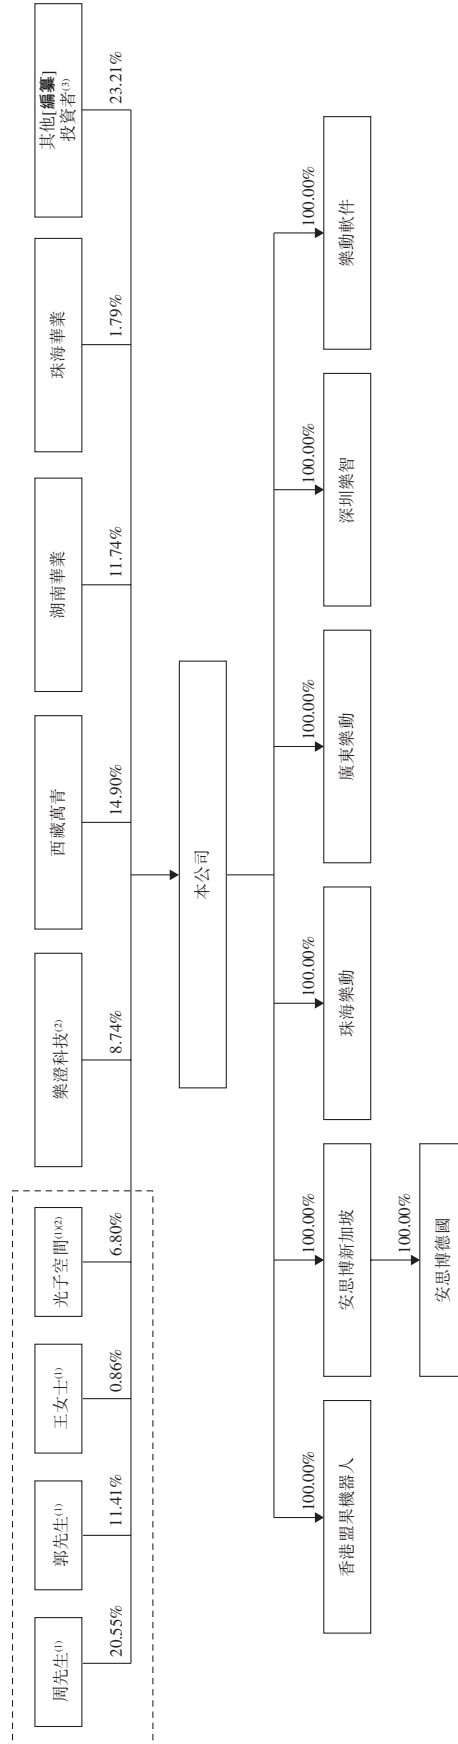 周先生(1)
郭先生(1)
王女士(1)
光子空間(1)(2)
樂澄科技(2)
西藏萬青
湖南華業
珠海華業
其他[編纂]
投資者(3)
20.55%
11.41%
0.86%
6.80%
8.74%
14.90%
11.74%
1.79%
23.21%
本公司
100.00%
100.00%
100.00%
100.00%
100.00%
100.00%
香港盟果機器人
安思博新加坡
珠海樂動
廣東樂動
深圳樂智
樂動軟件
100.00%
安思博德國